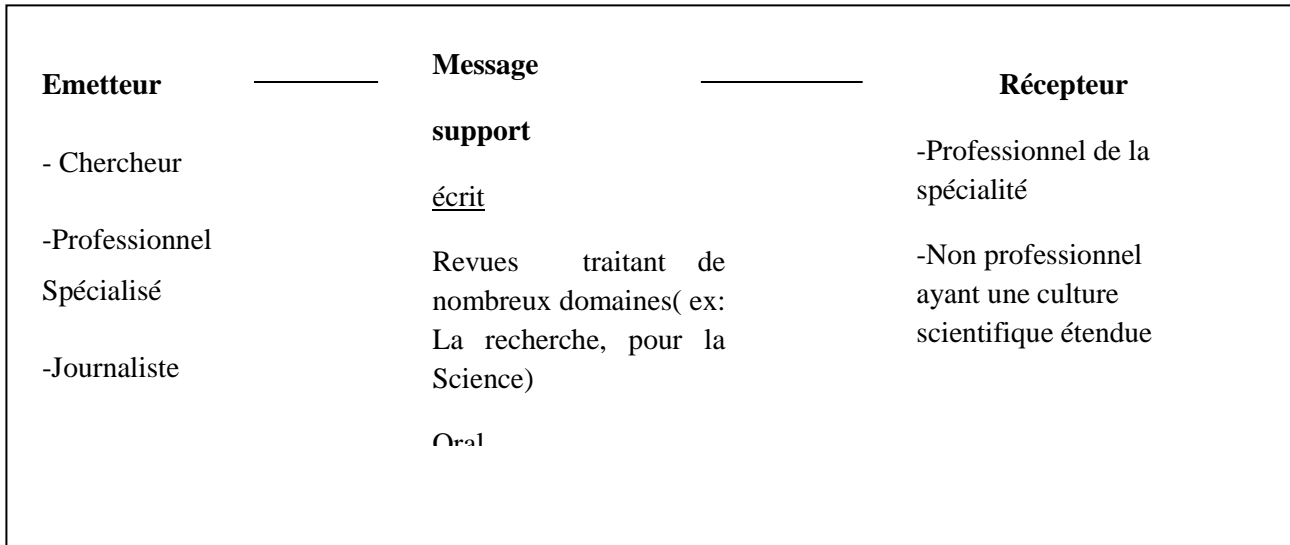 Emetteur
- Chercheur
-Professionnel
Spécialisé
-Journaliste
Message
support
écrit
Revues traitant de
nombreux domaines( ex:
La recherche, pour la
Science)
Oral
Récepteur
-Professionnel de la
spécialité
-Non professionnel
ayant une culture
scientifique étendue